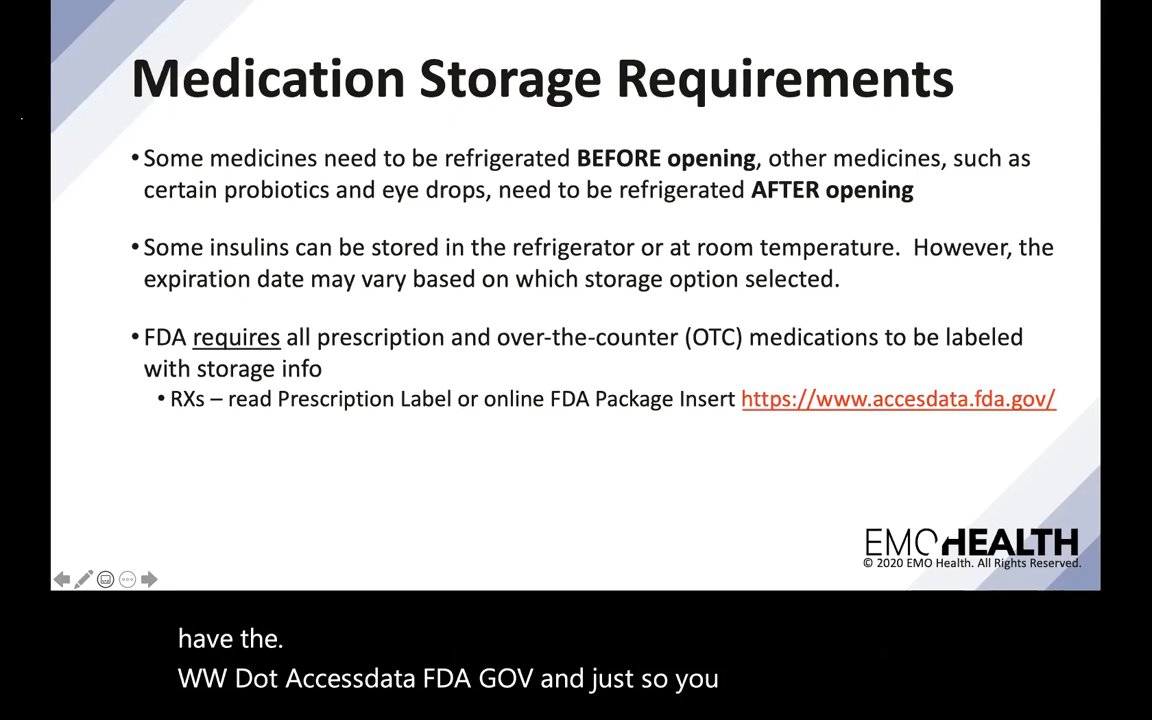 Medication Storage Requirements
•Some medicines need to be refrigerated BEFORE opening, other medicines, such as
certain probiotics and eye drops, need to be refrigerated AFTER opening
•Some insulins can be stored in the refrigerator or at room temperature.  However, the
expiration date may vary based on which storage option selected.
•FDA requires all prescription and over-the-counter (OTC) medications to be labeled
with storage info
•RXs – read Prescription Label or online FDA Package Insert https://www.accesdata.fda.gov/
EMOHEALTH
© 2020 EMO Health. All Rights Reserved.
have the.
WW Dot Accessdata FDA GOV and just so you